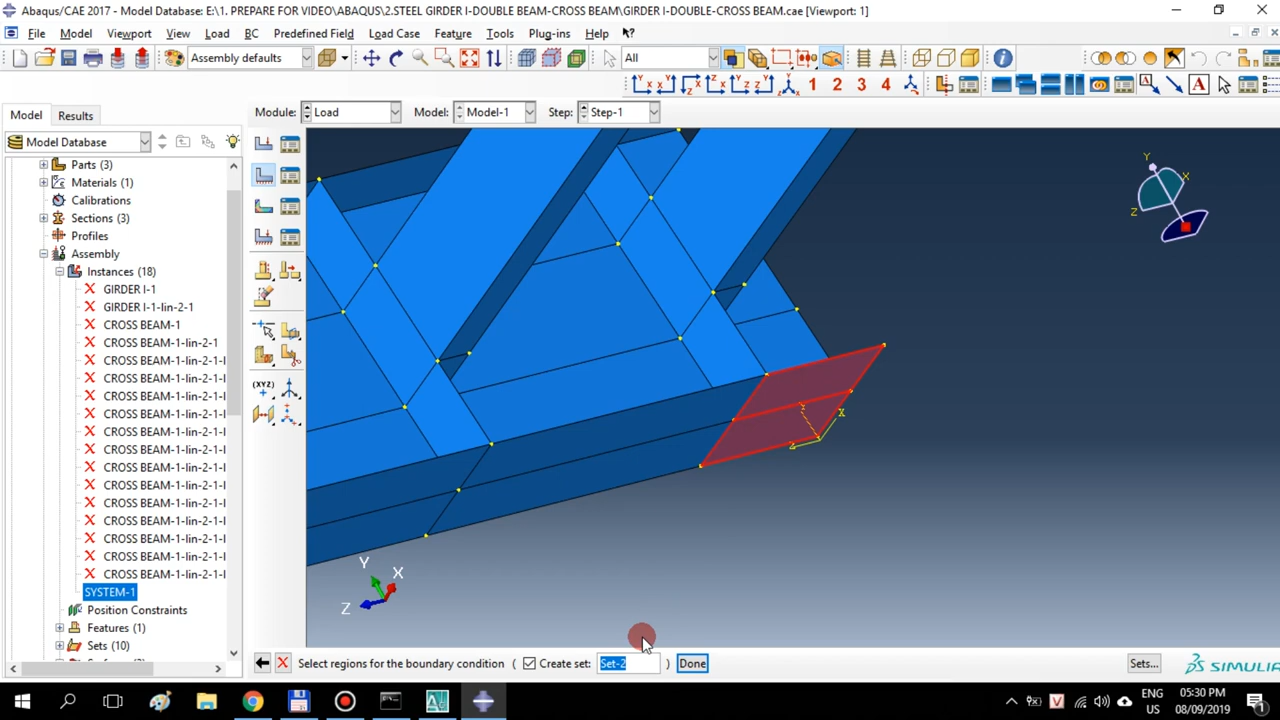 Abaqus/CAE 2017 - Model Database: E:\1. PREPARE FOR VIDEO\ABAQUS\2.STEEL GIRDER I-DOUBLE BEAM-CROSS BEAM\GIRDER I-DOUBLE-CROSS BEAM.cae [Viewport: 1]
File Model Viewport View Load BC Predefined Field Load Case Feature Tools Plug-ins Help
Assembly defaults All
1 2 3 4 A
Model Results Module: Load Model: Model-1 Step: Step-1
Model Database
Parts (3)
Materials (1)
Calibrations
Sections (3)
Profiles
Assembly
Instances (18)
GIRDER I-1
GIRDER I-1-lin-2-1
CROSS BEAM-1
CROSS BEAM-1-lin-2-1
CROSS BEAM-1-lin-2-1-l
CROSS BEAM-1-lin-2-1-l
CROSS BEAM-1-lin-2-1-l
CROSS BEAM-1-lin-2-1-l
CROSS BEAM-1-lin-2-1-l
CROSS BEAM-1-lin-2-1-l
CROSS BEAM-1-lin-2-1-l
CROSS BEAM-1-lin-2-1-l
CROSS BEAM-1-lin-2-1-l
CROSS BEAM-1-lin-2-1-l
CROSS BEAM-1-lin-2-1-l
CROSS BEAM-1-lin-2-1-l
CROSS BEAM-1-lin-2-1-l
SYSTEM-1
Position Constraints
Features (1)
Sets (10)
Y
X
Z
X
Z
Y
X
Z
Select regions for the boundary condition ( Create set: Set-2 ) Done Sets... SIMULIA
ENG 05:30 PM
US 08/09/2019